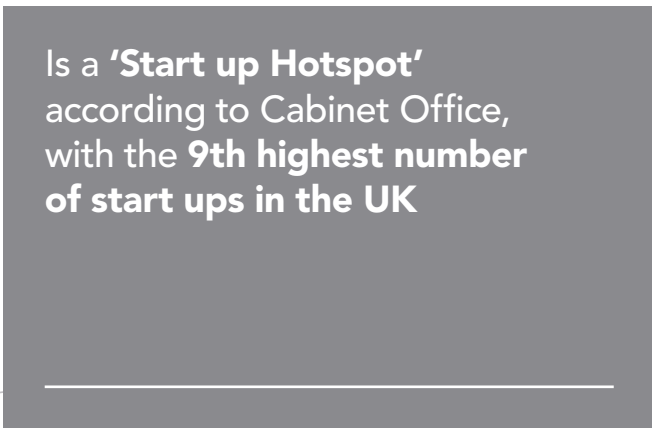 Is a ‘Start up Hotspot‘
according to Cabinet Office,
with the 9th highest number
of start ups in the UK